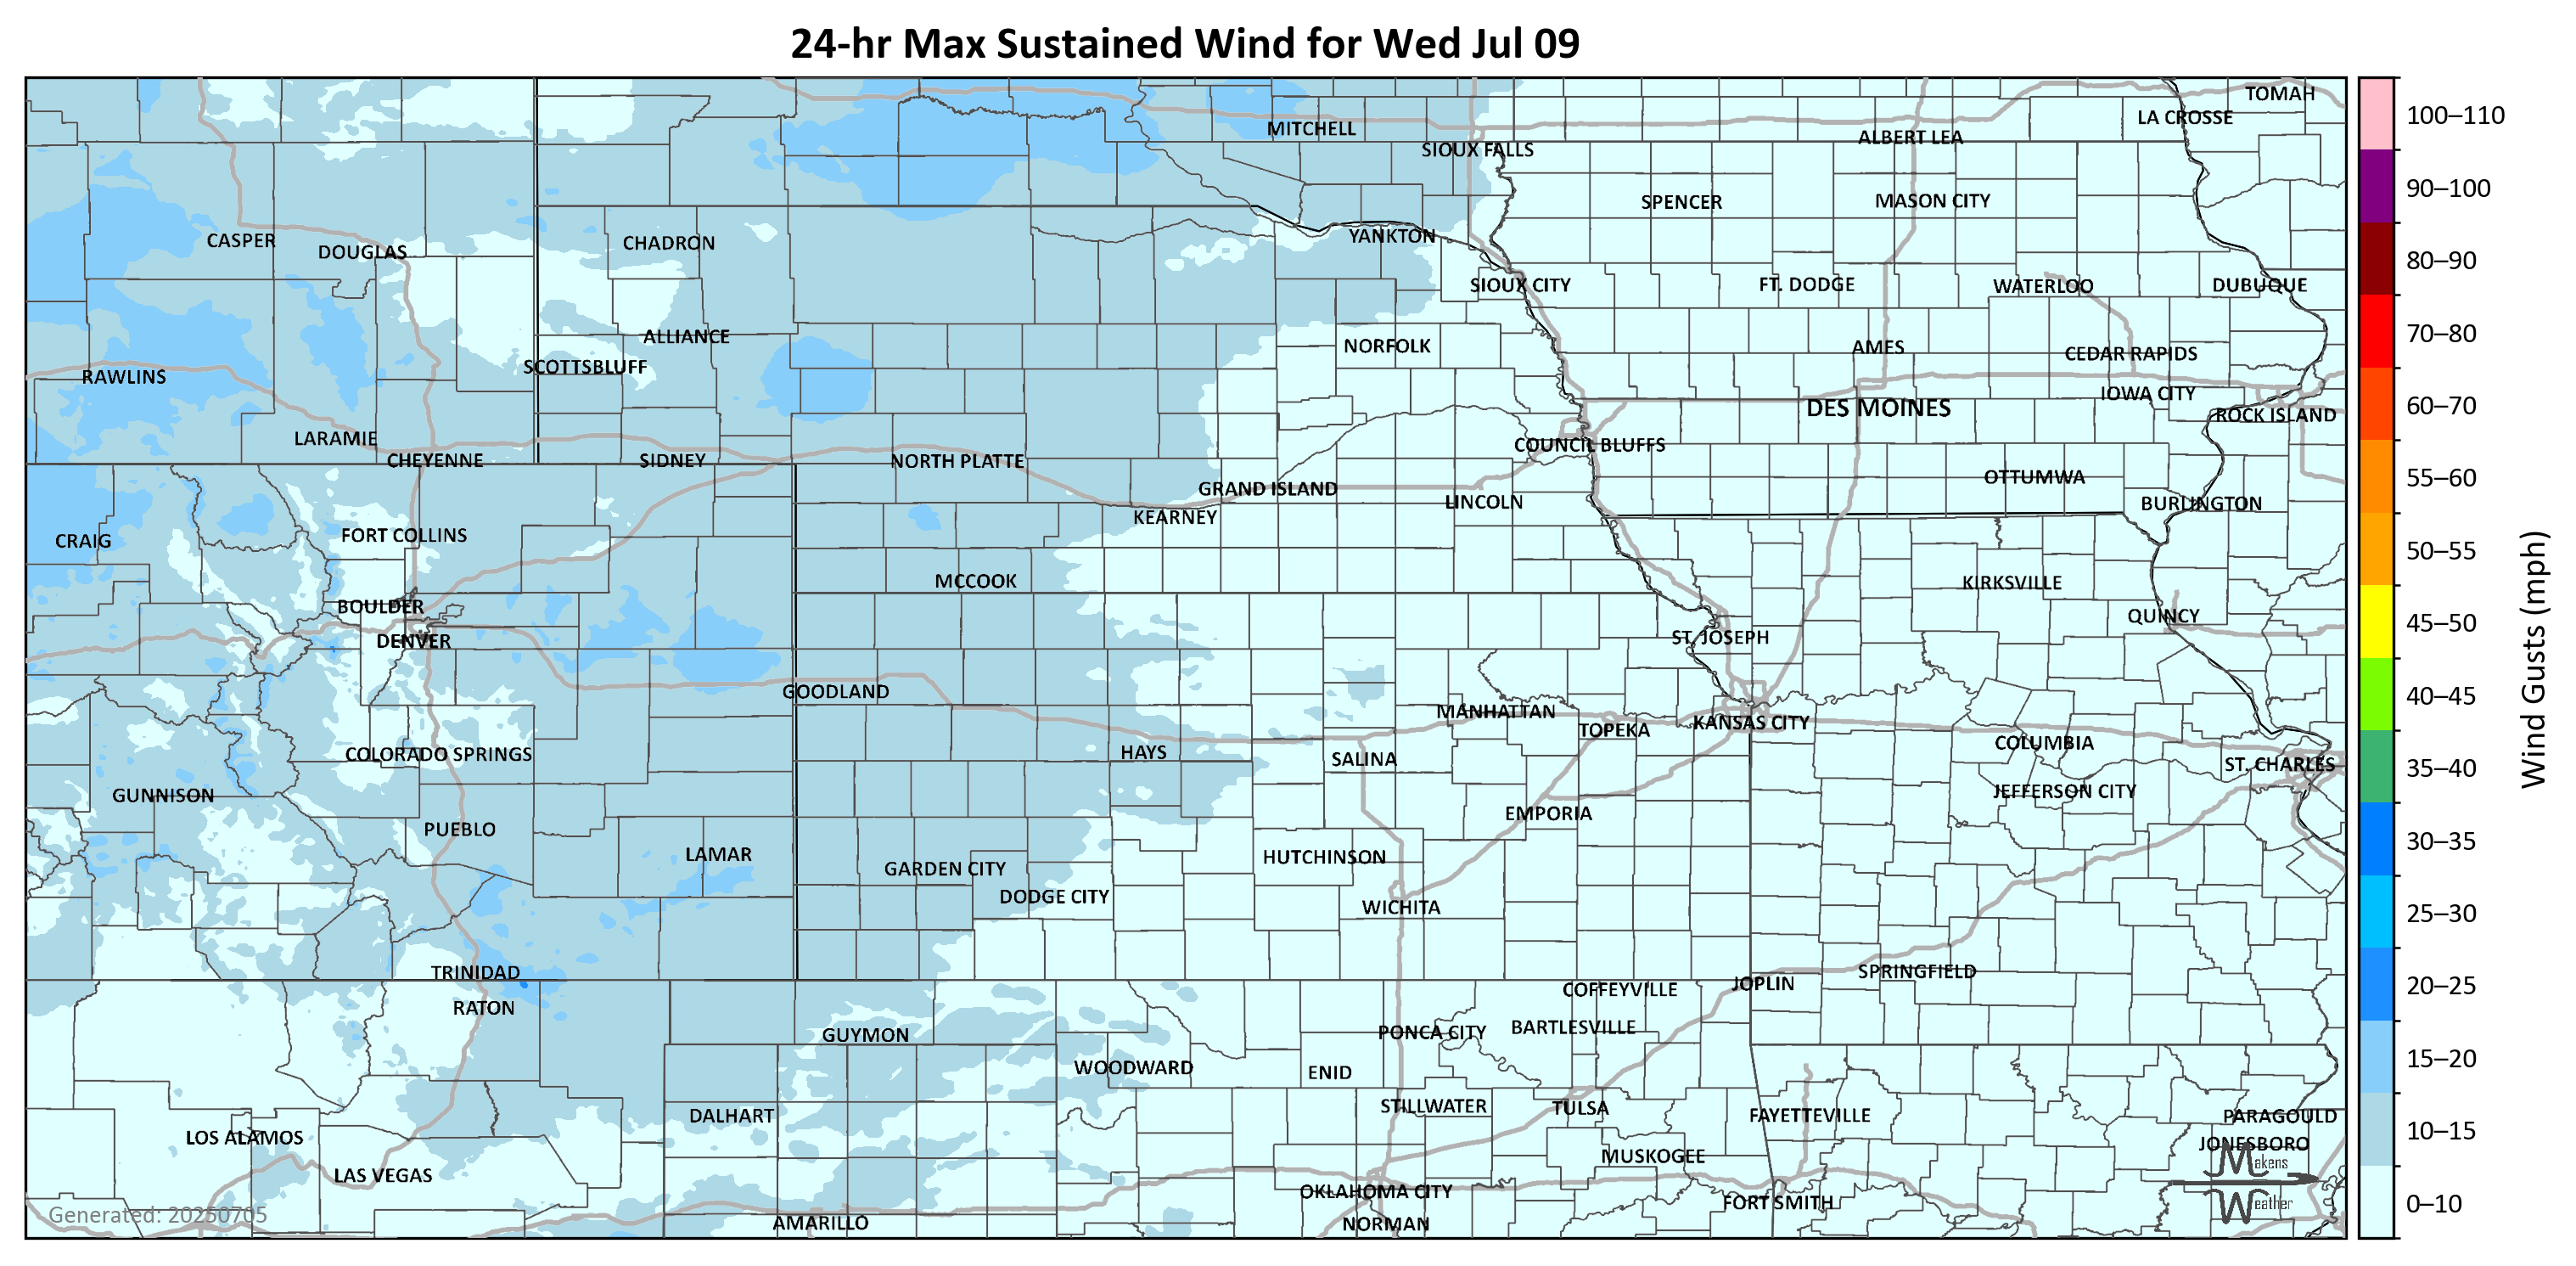 24-hr Max Sustained Wind for Wed Jul 09
TOMAH
LA CROSSE
MITCHELL
ALBERT LEA
SIOUX FALLS
SPENCER
MASON CITY
CASPER
DOUGLAS
CHADRON
YANKTON
SIOUX CITY
FT. DODGE
WATERLOO
DUBUQUE
ALLIANCE
NORFOLK
AMES
CEDAR RAPIDS
SCOTTSBLUFF
RAWLINS
IOWA CITY
DES MOINES
ROCK ISLAND
LARAMIE
COUNCIL BLUFFS
CHEYENNE
SIDNEY
NORTH PLATTE
OTTUMWA
GRAND ISLAND
LINCOLN
BURLINGTON
KEARNEY
FORT COLLINS
CRAIG
MCCOOK
KIRKSVILLE
BOULDER
QUINCY
DENVER
ST. JOSEPH
GOODLAND
MANHATTAN
KANSAS CITY
TOPEKA
COLUMBIA
COLORADO SPRINGS
HAYS
SALINA
ST. CHARLES
GUNNISON
JEFFERSON CITY
EMPORIA
PUEBLO
LAMAR
HUTCHINSON
GARDEN CITY
DODGE CITY
WICHITA
TRINIDAD
SPRINGFIELD
JOPLIN
COFFEYVILLE
RATON
GUYMON
PONCA CITY
BARTLESVILLE
WOODWARD
ENID
STILLWATER
TULSA
DALHART
FAYETTEVILLE
PARAGOULD
LOS ALAMOS
JONESBORO
MUSKOGEE
LAS VEGAS
OKLAHOMA CITY
FORT SMITH
AMARILLO
NORMAN
Generated: 20250705
Makens
Weather
100–110
90–100
80–90
70–80
60–70
55–60
50–55
45–50
40–45
35–40
30–35
25–30
20–25
15–20
10–15
0–10
Wind Gusts (mph)